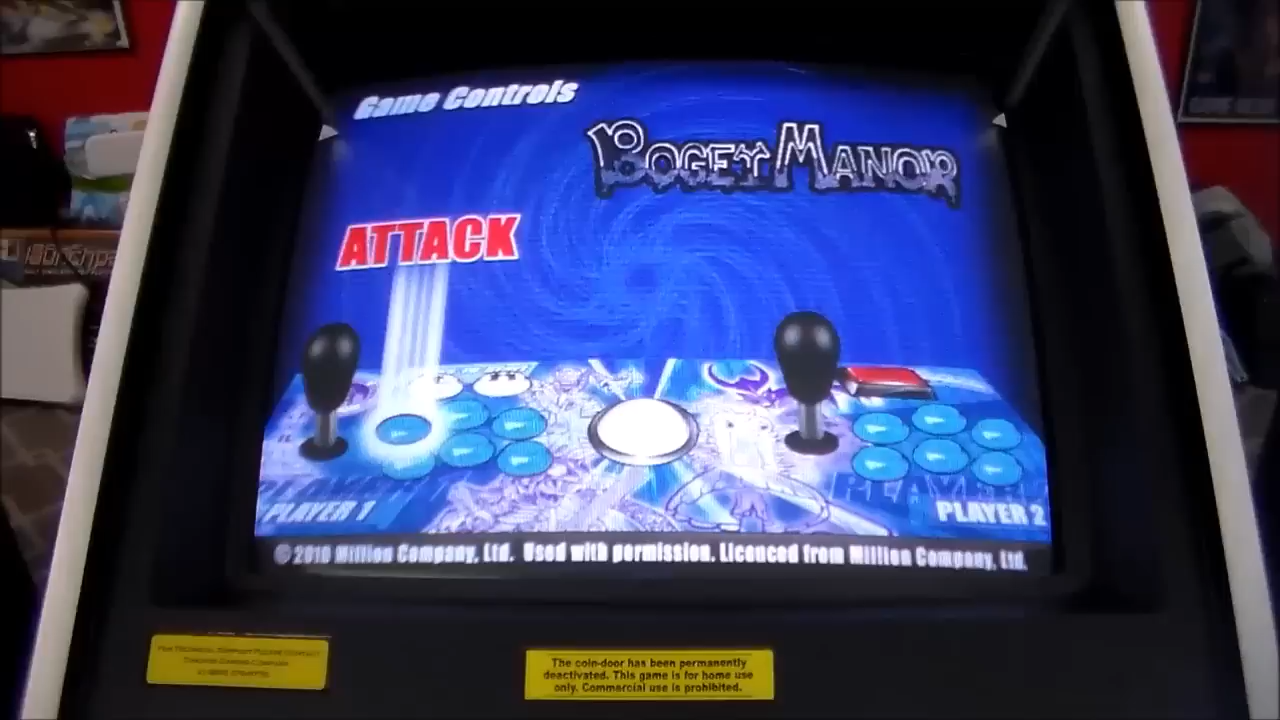 Game Controls
BOGEY MANOR
ATTACK
PLAYER 1
PLAYER 2
© 2010 Million Company, Ltd. Used with permission. Licenced from Million Company, Ltd.
The coin-door has been permanently
deactivated. This game is for home use
only. Commercial use is prohibited.